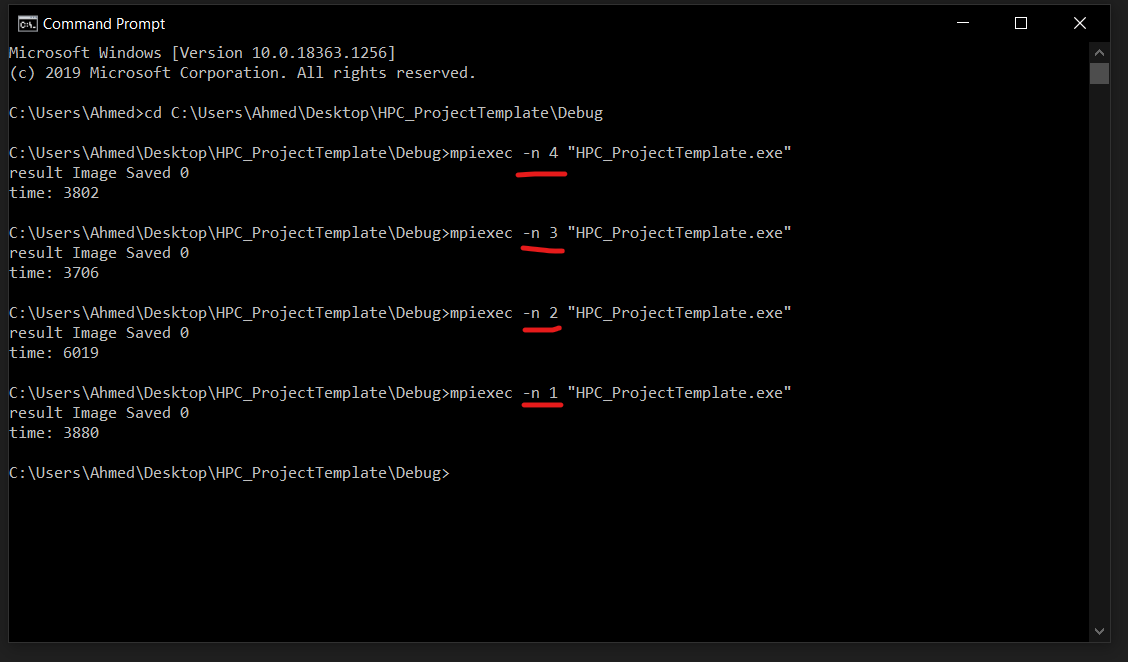 Command Prompt
Microsoft Windows [Version 10.0.18363.1256]
(c) 2019 Microsoft Corporation. All rights reserved.
C:\Users\Ahmed>cd C:\Users\Ahmed\Desktop\HPC_ProjectTemplate\Debug
C:\Users\Ahmed\Desktop\HPC_ProjectTemplate\Debug>mpiexec -n 4 "HPC_ProjectTemplate.exe"
result Image Saved 0
time: 3802
C:\Users\Ahmed\Desktop\HPC_ProjectTemplate\Debug>mpiexec -n 3 "HPC_ProjectTemplate.exe"
result Image Saved 0
time: 3706
C:\Users\Ahmed\Desktop\HPC_ProjectTemplate\Debug>mpiexec -n 2 "HPC_ProjectTemplate.exe"
result Image Saved 0
time: 6019
C:\Users\Ahmed\Desktop\HPC_ProjectTemplate\Debug>mpiexec -n 1 "HPC_ProjectTemplate.exe"
result Image Saved 0
time: 3880
C:\Users\Ahmed\Desktop\HPC_ProjectTemplate\Debug>